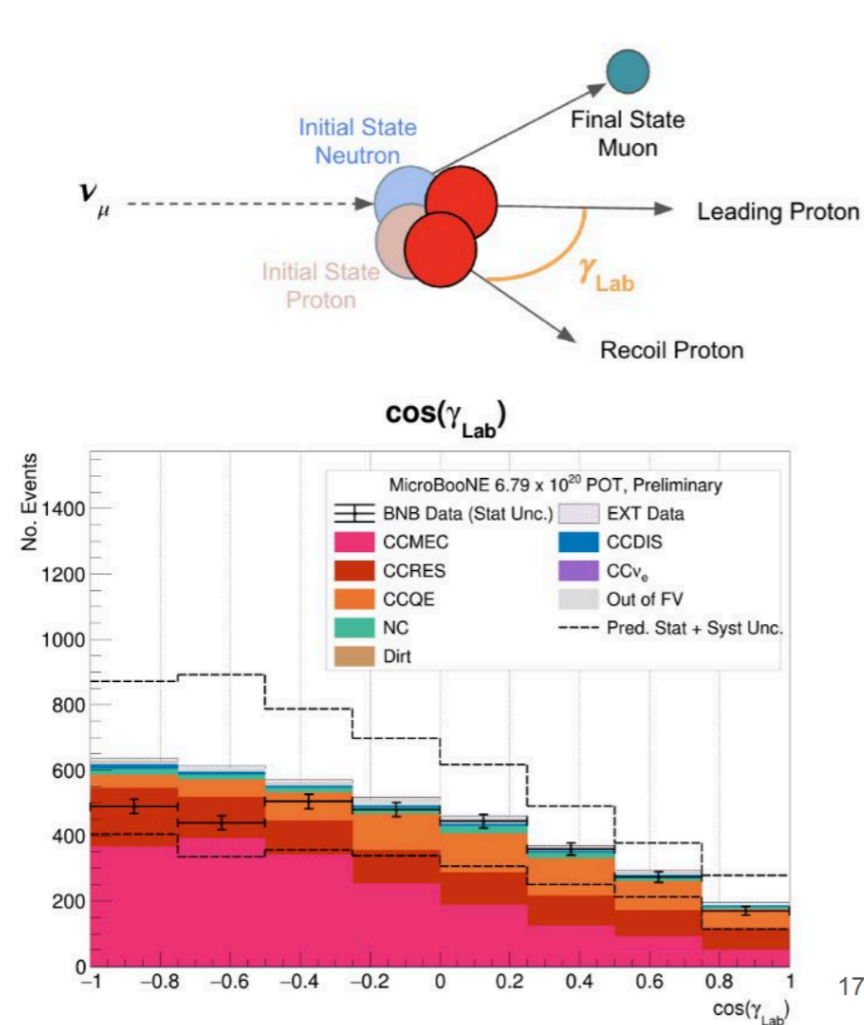 Initial State
Neutron
Final State
Muon
ν_μ
Leading Proton
Initial State
Proton
γ_Lab
Recoil Proton
cos(γ_Lab)
No. Events
MicroBooNE 6.79 x 10²⁰ POT, Preliminary
BNB Data (Stat Unc.)
EXT Data
CCMEC
CCDIS
CCRES
CCν_e
CCQE
Out of FV
NC
Pred. Stat + Syst Unc.
Dirt
1400
1200
1000
800
600
400
200
0
−1 −0.8 −0.6 −0.4 −0.2 0 0.2 0.4 0.6 0.8 1
cos(γ_Lab)
17